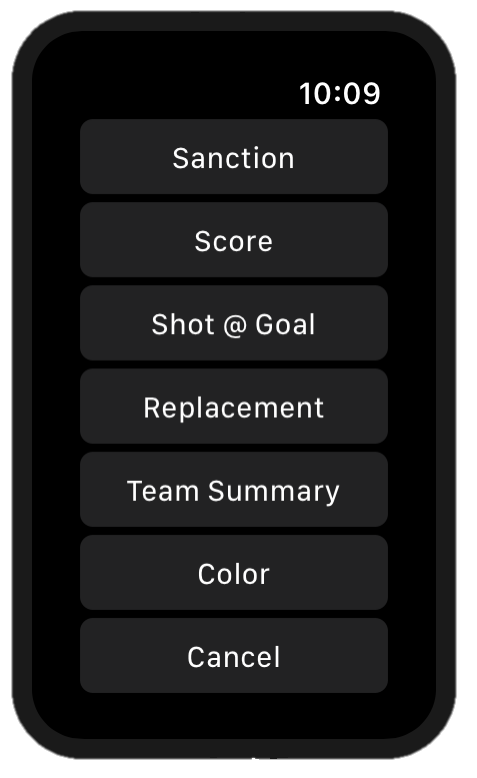 10:09
Sanction
Score
Shot @ Goal
Replacement
Team Summary
Color
Cancel